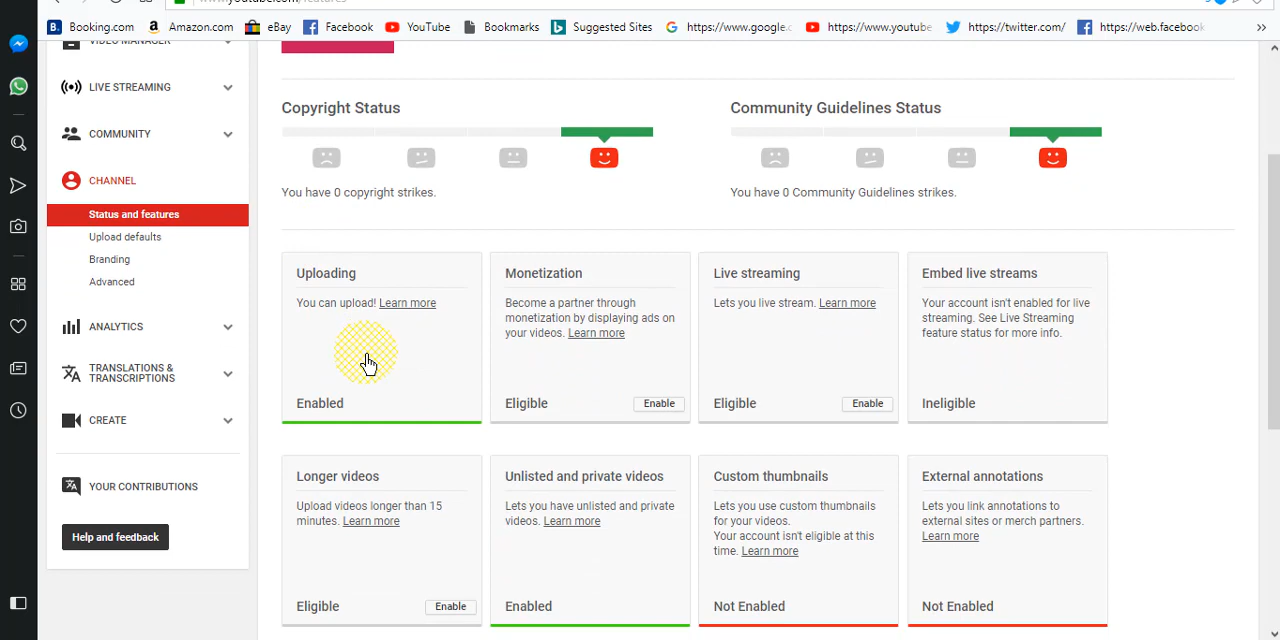 www.youtube.com/features
Booking.com
Amazon.com
eBay
Facebook
YouTube
Bookmarks
Suggested Sites
https://www.google.c
https://www.youtube
https://twitter.com/
https://web.facebook
VIDEO MANAGER
LIVE STREAMING
COMMUNITY
CHANNEL
Status and features
Upload defaults
Branding
Advanced
ANALYTICS
TRANSLATIONS &
TRANSCRIPTIONS
CREATE
YOUR CONTRIBUTIONS
Help and feedback
Copyright Status
You have 0 copyright strikes.
Community Guidelines Status
You have 0 Community Guidelines strikes.
Uploading
You can upload! Learn more
Enabled
Monetization
Become a partner through
monetization by displaying ads on
your videos. Learn more
Eligible
Enable
Live streaming
Lets you live stream. Learn more
Eligible
Enable
Embed live streams
Your account isn't enabled for live
streaming. See Live Streaming
feature status for more info.
Ineligible
Longer videos
Upload videos longer than 15
minutes. Learn more
Eligible
Enable
Unlisted and private videos
Lets you have unlisted and private
videos. Learn more
Enabled
Custom thumbnails
Lets you use custom thumbnails
for your videos.
Your account isn't eligible at this
time. Learn more
Not Enabled
External annotations
Lets you link annotations to
external sites or merch partners.
Learn more
Not Enabled